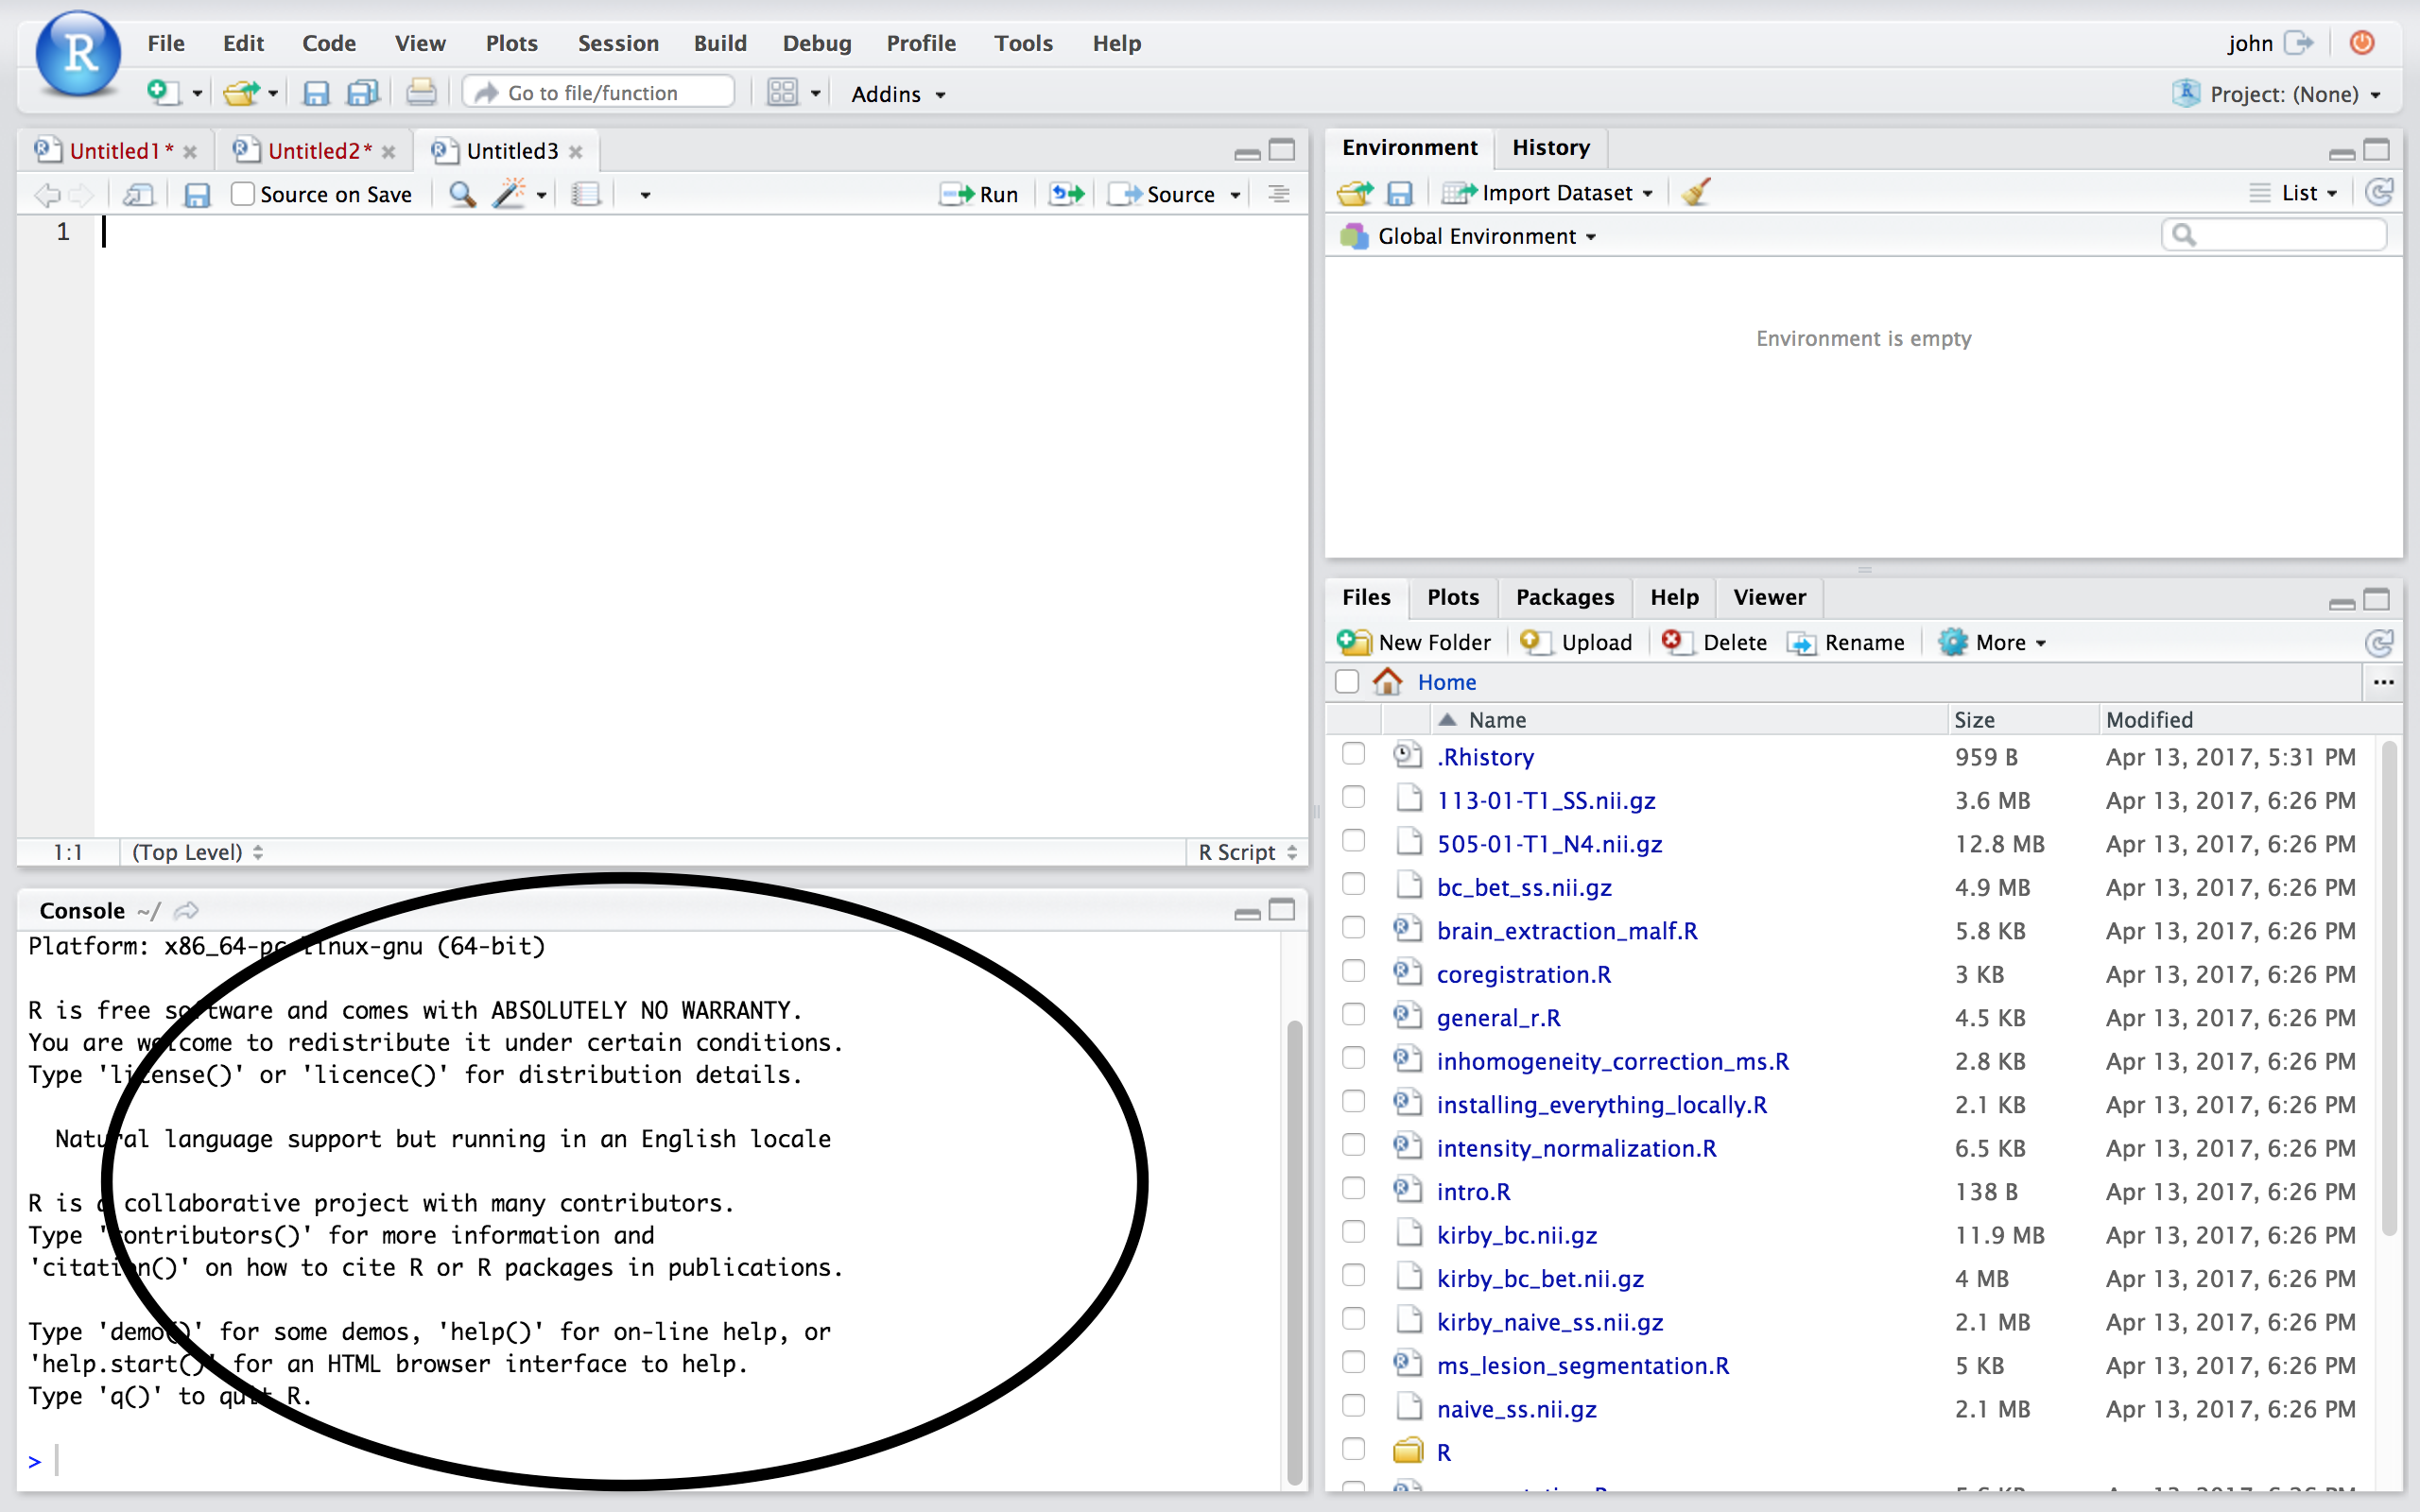 R File Edit Code View Plots Session Build Debug Profile Tools Help john
Go to file/function Addins Project: (None)
Untitled1* Untitled2* Untitled3
Source on Save Run Source
1
1:1 (Top Level) R Script
Console ~/
Platform: x86_64-pc-linux-gnu (64-bit)
R is free software and comes with ABSOLUTELY NO WARRANTY.
You are welcome to redistribute it under certain conditions.
Type 'license()' or 'licence()' for distribution details.
Natural language support but running in an English locale
R is a collaborative project with many contributors.
Type 'contributors()' for more information and
'citation()' on how to cite R or R packages in publications.
Type 'demo()' for some demos, 'help()' for on-line help, or
'help.start()' for an HTML browser interface to help.
Type 'q()' to quit R.
>
Environment History
Import Dataset List
Global Environment
Environment is empty
Files Plots Packages Help Viewer
New Folder Upload Delete Rename More
Home ...
Name Size Modified
.Rhistory 959 B Apr 13, 2017, 5:31 PM
113-01-T1_SS.nii.gz 3.6 MB Apr 13, 2017, 6:26 PM
505-01-T1_N4.nii.gz 12.8 MB Apr 13, 2017, 6:26 PM
bc_bet_ss.nii.gz 4.9 MB Apr 13, 2017, 6:26 PM
brain_extraction_malf.R 5.8 KB Apr 13, 2017, 6:26 PM
coregistration.R 3 KB Apr 13, 2017, 6:26 PM
general_r.R 4.5 KB Apr 13, 2017, 6:26 PM
inhomogeneity_correction_ms.R 2.8 KB Apr 13, 2017, 6:26 PM
installing_everything_locally.R 2.1 KB Apr 13, 2017, 6:26 PM
intensity_normalization.R 6.5 KB Apr 13, 2017, 6:26 PM
intro.R 138 B Apr 13, 2017, 6:26 PM
kirby_bc.nii.gz 11.9 MB Apr 13, 2017, 6:26 PM
kirby_bc_bet.nii.gz 4 MB Apr 13, 2017, 6:26 PM
kirby_naive_ss.nii.gz 2.1 MB Apr 13, 2017, 6:26 PM
ms_lesion_segmentation.R 5 KB Apr 13, 2017, 6:26 PM
naive_ss.nii.gz 2.1 MB Apr 13, 2017, 6:26 PM
R